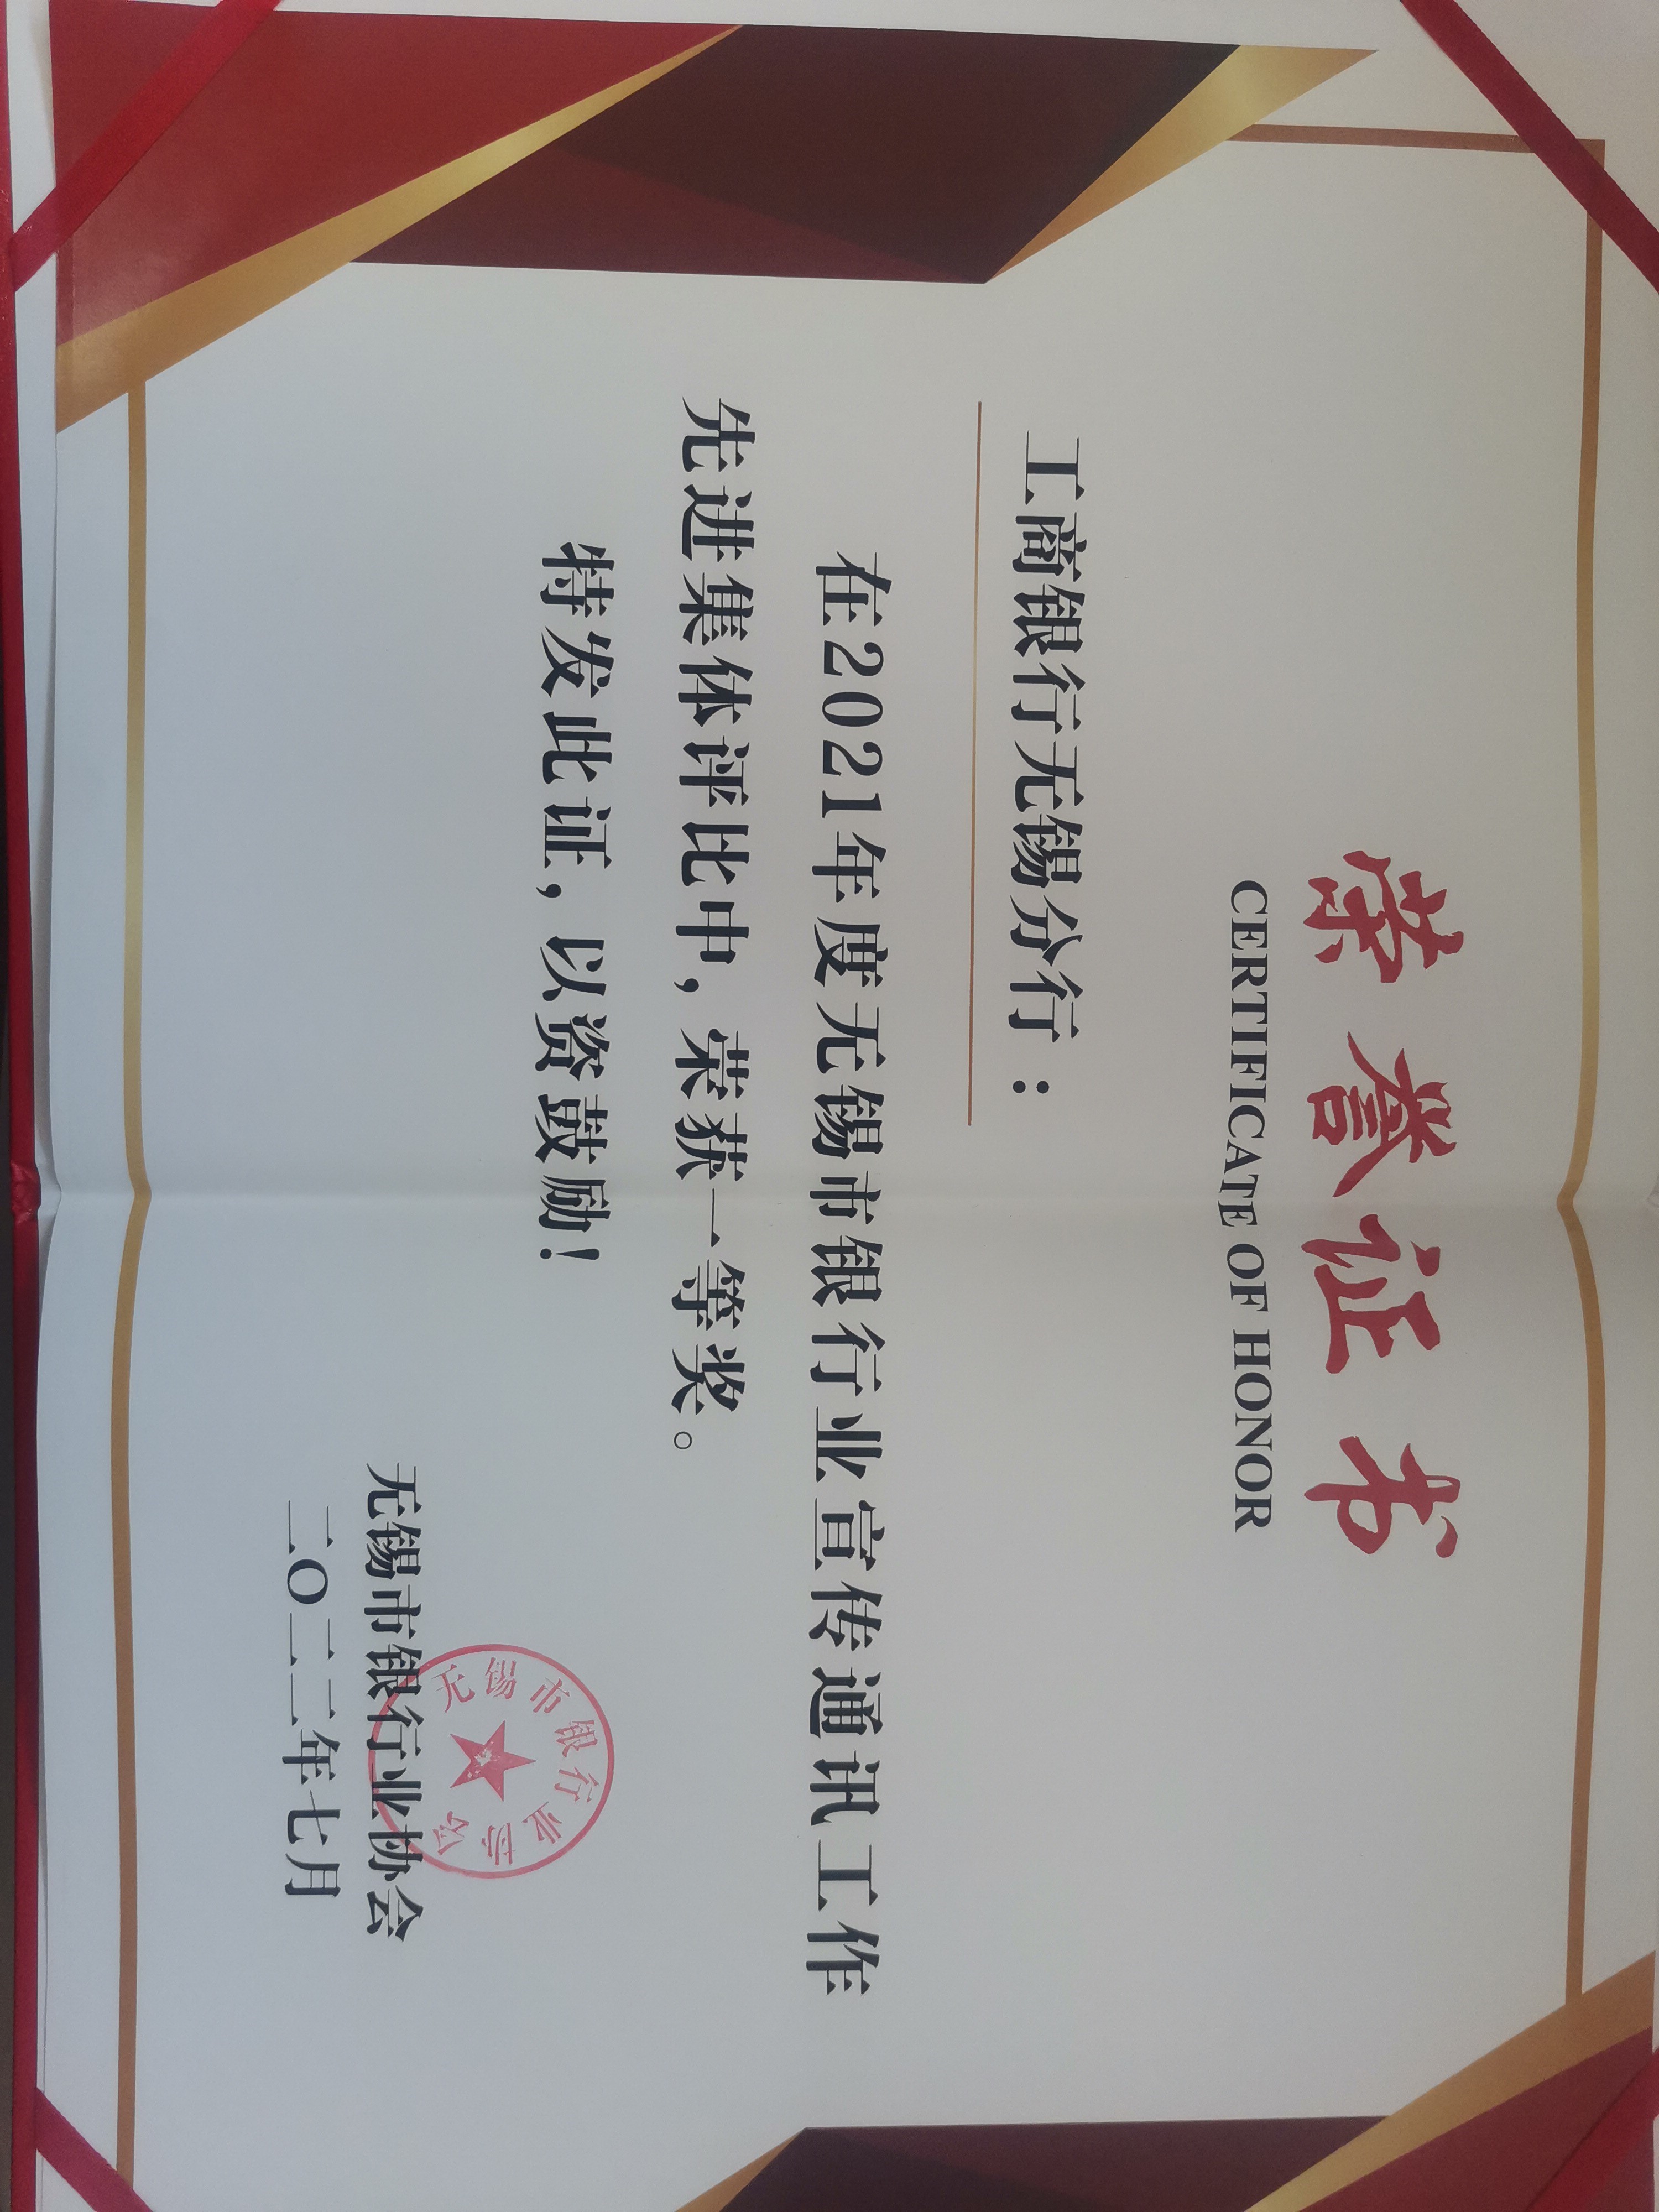 荣誉证书
CERTIFICATE OF HONOR
工商银行无锡分行：
在2021年度无锡市银行业宣传通讯工作
先进集体评比中，荣获一等奖。
特发此证，以资鼓励！
无锡市银行业协会
二〇二二年七月
无锡市银行业协会